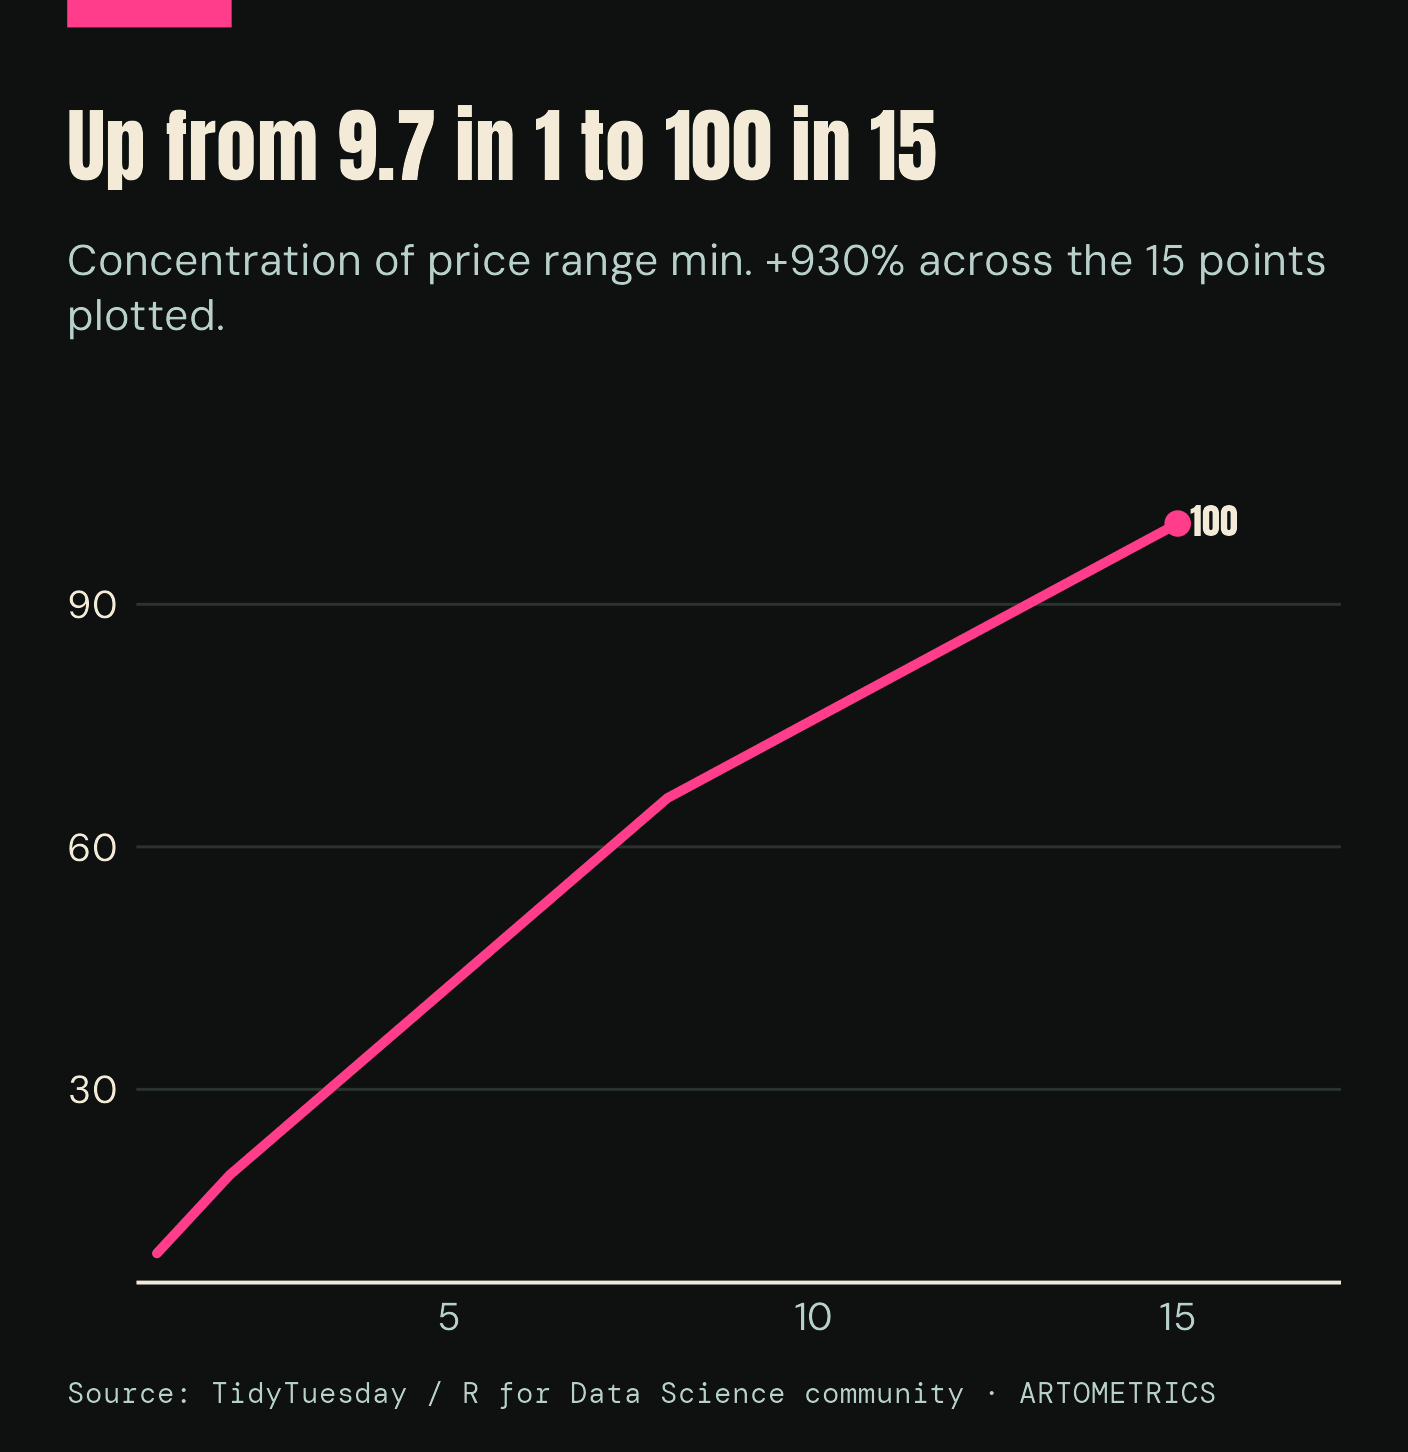 Up from 9.7 in 1 to 100 in 15
Concentration of price range min. +930% across the 15 points
plotted.
100
90
60
30
5
10
15
Source: TidyTuesday / R for Data Science community · ARTOMETRICS